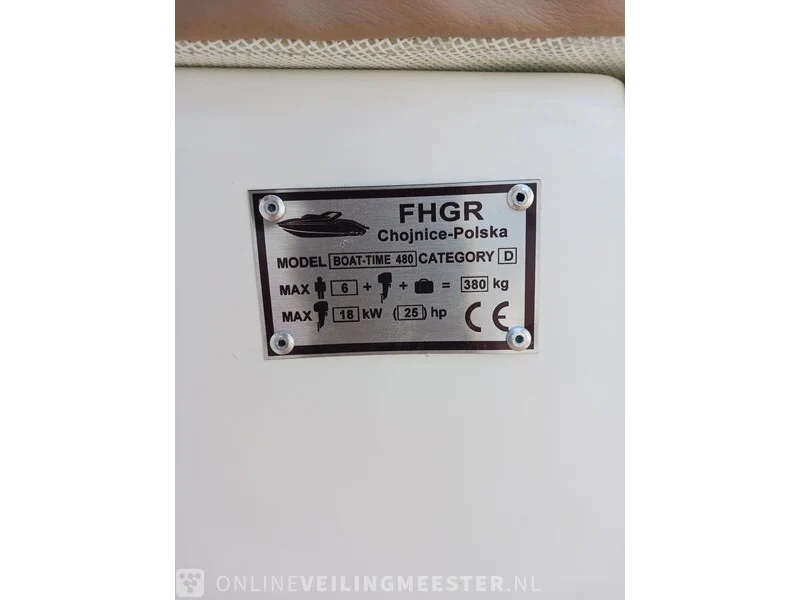 FHGR
Chojnice-Polska
MODEL BOAT-TIME 480 CATEGORY D
MAX 6 + + = 380 kg
MAX 18 kW (25) hp CE
ONLINEVEILINGMEESTER.NL